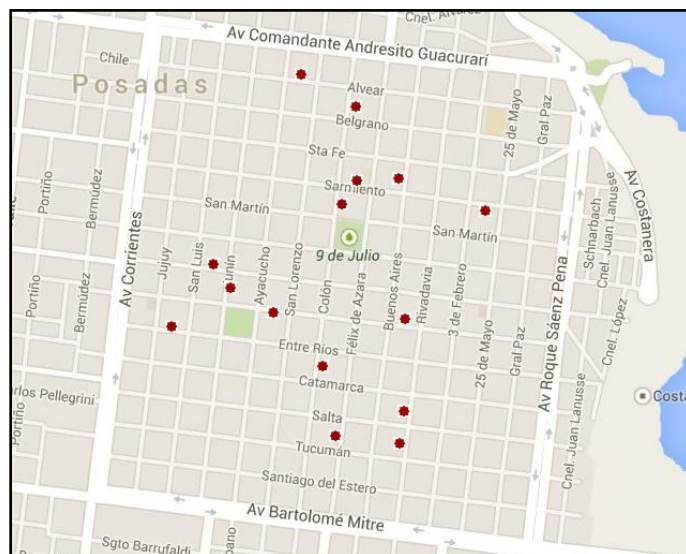 Cnel. Alvarez
Av Comandante Andresito Guacurarí
Chile
Posadas
Alvear
Belgrano
25 de Mayo
Gral Paz
Sta Fe
Sarmiento
San Martín
San Martín
Av Costanera
Schnarbach
Cnel. Juan Lanusse
Portiño
Bermúdez
Av Corrientes
Jujuy
San Luis
Junín
Ayacucho
San Lorenzo
Colón
9 de Julio
Félix de Azara
Buenos Aires
Rivadavia
3 de Febrero
25 de Mayo
Gral Paz
Av Roque Sáenz Pena
Cnel. López
Portiño
Bermúdez
Entre Ríos
Catamarca
Carlos Pellegrini
Portiño
Salta
Tucumán
Cnel. Juan Lanusse
Costa
Santiago del Estero
Av Bartolomé Mitre
Sgto Barrufaldi